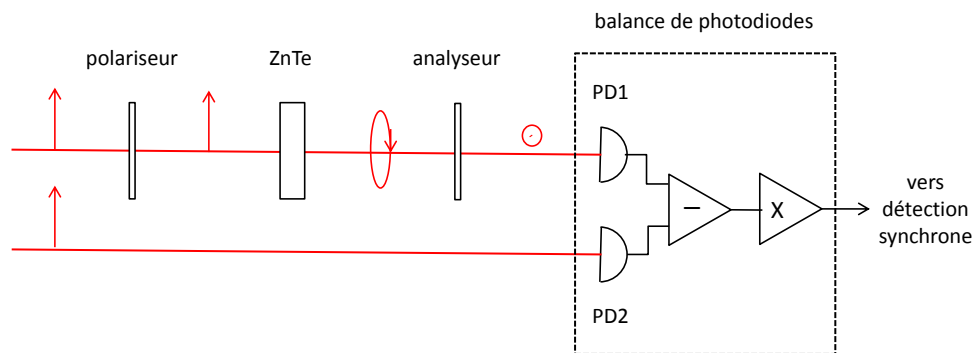 balance de photodiodes
polariseur
ZnTe
analyseur
PD1
–
X
vers
détection
synchrone
PD2